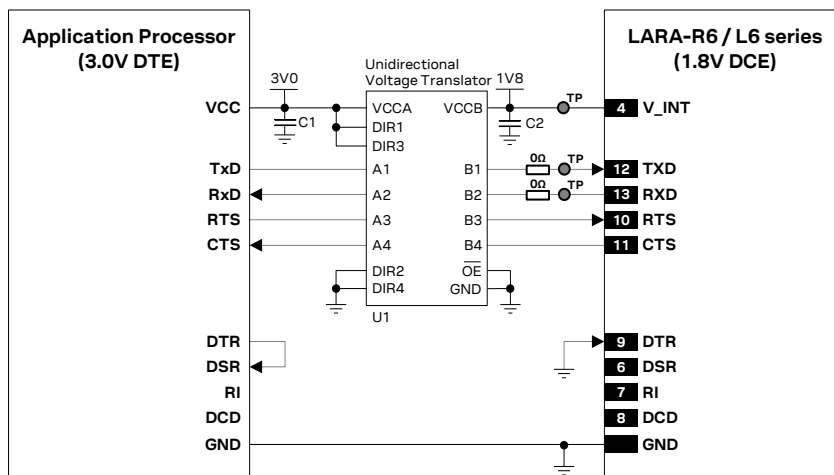 Application Processor
(3.0V DTE)
VCC
TxD
RxD
RTS
CTS
DTR
DSR
RI
DCD
GND
3V0
C1
Unidirectional
Voltage Translator
VCCA
DIR1
DIR3
A1
A2
A3
A4
DIR2
DIR4
U1
VCCB
B1
B2
B3
B4
OE
GND
1V8
C2
TP
0Ω
TP
0Ω
TP
LARA-R6 / L6 series
(1.8V DCE)
4 V_INT
12 TXD
13 RXD
10 RTS
11 CTS
9 DTR
6 DSR
7 RI
8 DCD
GND